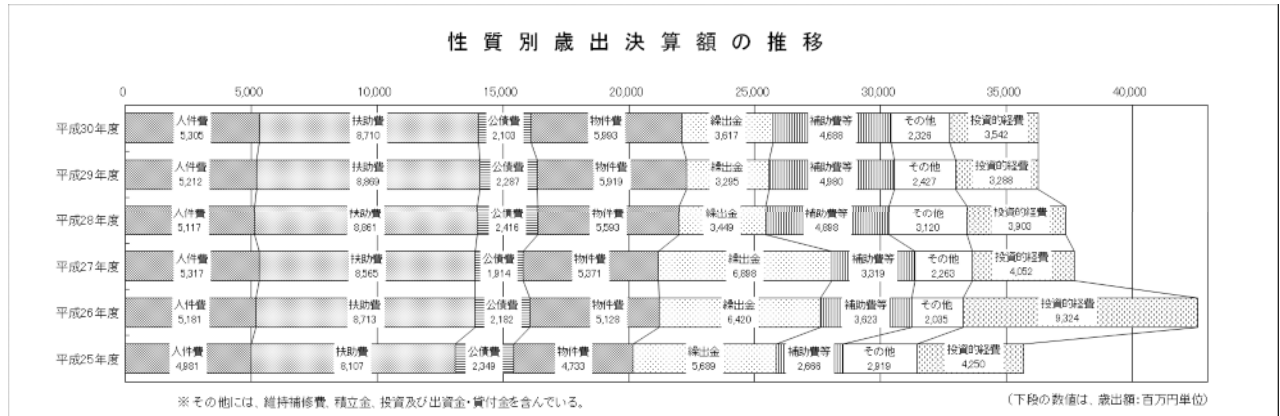 性質別歳出決算額の推移
0 5,000 10,000 15,000 20,000 25,000 30,000 35,000 40,000
平成30年度 人件費 扶助費 公債費 物件費 繰出金 補助費等 その他 投資的経費
5,305 8,710 2,103 5,993 3,617 4,686 2,326 3,542
平成29年度 人件費 扶助費 公債費 物件費 繰出金 補助費等 その他 投資的経費
5,212 8,869 2,287 5,919 3,295 4,980 2,427 3,288
平成28年度 人件費 扶助費 公債費 物件費 繰出金 補助費等 その他 投資的経費
5,117 8,861 2,416 5,593 3,449 4,898 3,120 3,903
平成27年度 人件費 扶助費 公債費 物件費 繰出金 補助費等 その他 投資的経費
5,317 8,565 1,914 5,371 6,898 3,319 2,263 4,052
平成26年度 人件費 扶助費 公債費 物件費 繰出金 補助費等 その他 投資的経費
5,181 8,713 2,182 5,128 6,420 3,623 2,035 9,324
平成25年度 人件費 扶助費 公債費 物件費 繰出金 補助費等 その他 投資的経費
4,981 8,107 2,349 4,733 5,689 2,666 2,919 4,250
※その他には、維持補修費、積立金、投資及び出資金・貸付金を含んでいる。
(下段の数値は、歳出額:百万円単位)